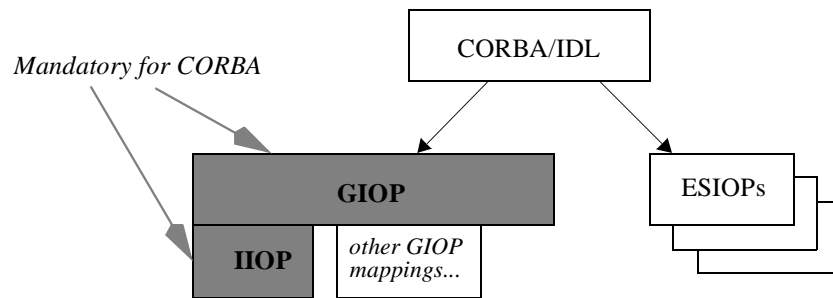 CORBA/IDL
Mandatory for CORBA
GIOP
ESIOPs
IIOP
other GIOP
mappings...